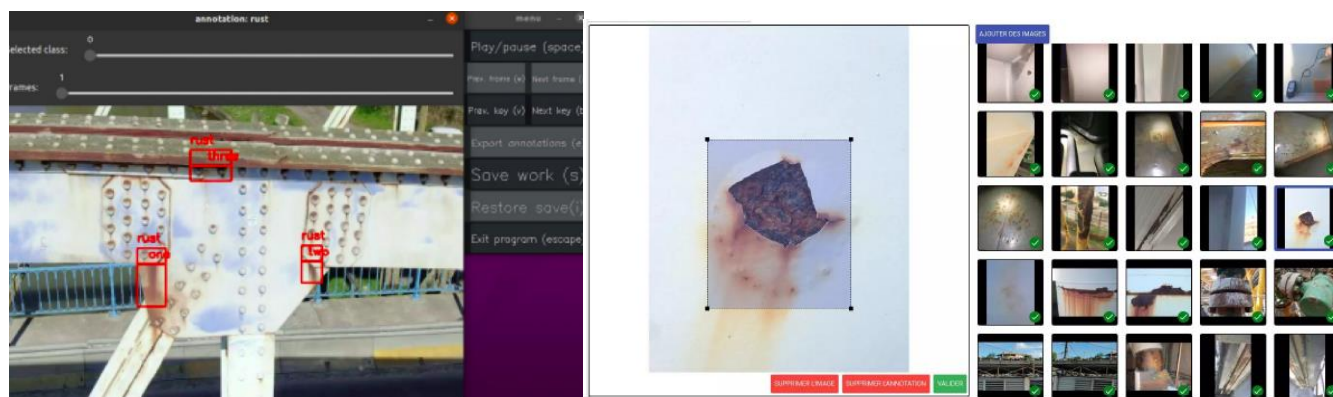 annotation: rust
menu
selected class:
0
frames:
1
rust
three
rust
one
rust
two
Play/pause (space)
Prev. frame (w)
Next frame
Prev. key (v)
Next key
Export annotations (e
Save work (s)
Restore save(i)
Exit program (escape
AJOUTER DES IMAGES
SUPPRIMER L'IMAGE
SUPPRIMER L'ANNOTATION
VALIDER